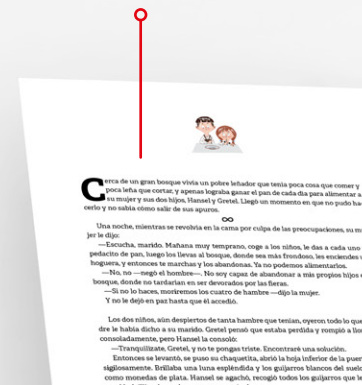 Cerca de un gran bosque vivía un pobre leñador que tenía poca cosa que comer y
poca leña que cortar, y apenas lograba ganar el pan de cada día para alimentar a
su mujer y sus dos hijos, Hansel y Gretel. Llegó un momento en que no pudo ha-
cerlo y no sabía cómo salir de sus apuros.
∞
Una noche, mientras se revolvía en la cama por culpa de las preocupaciones, su mu-
jer le dijo:
—Escucha, marido. Mañana muy temprano, coge a los niños, le das a cada uno
pedacito de pan, luego los llevas al bosque, donde sea más frondoso, les enciendes
hoguera, y entonces te marchas y los abandonas. Ya no podemos alimentarlos.
—No, no —negó el hombre—. No soy capaz de abandonar a mis propios hijos
bosque, donde no tardarían en ser devorados por las fieras.
—Si no lo haces, moriremos los cuatro de hambre —dijo la mujer.
Y no le dejó en paz hasta que él accedió.
Los dos niños, aún despiertos de tanta hambre que tenían, oyeron todo lo que
dre le había dicho a su marido. Gretel pensó que estaba perdida y rompió a llo
consoladamente, pero Hansel la consoló:
—Tranquilízate, Gretel, y no te pongas triste. Encontraré una solución.
Entonces se levantó, se puso su chaquetita, abrió la hoja inferior de la puer
sigilosamente. Brillaba una luna espléndida y los guijarros blancos del suelo
como monedas de plata. Hansel se agachó, recogió todos los guijarros que le